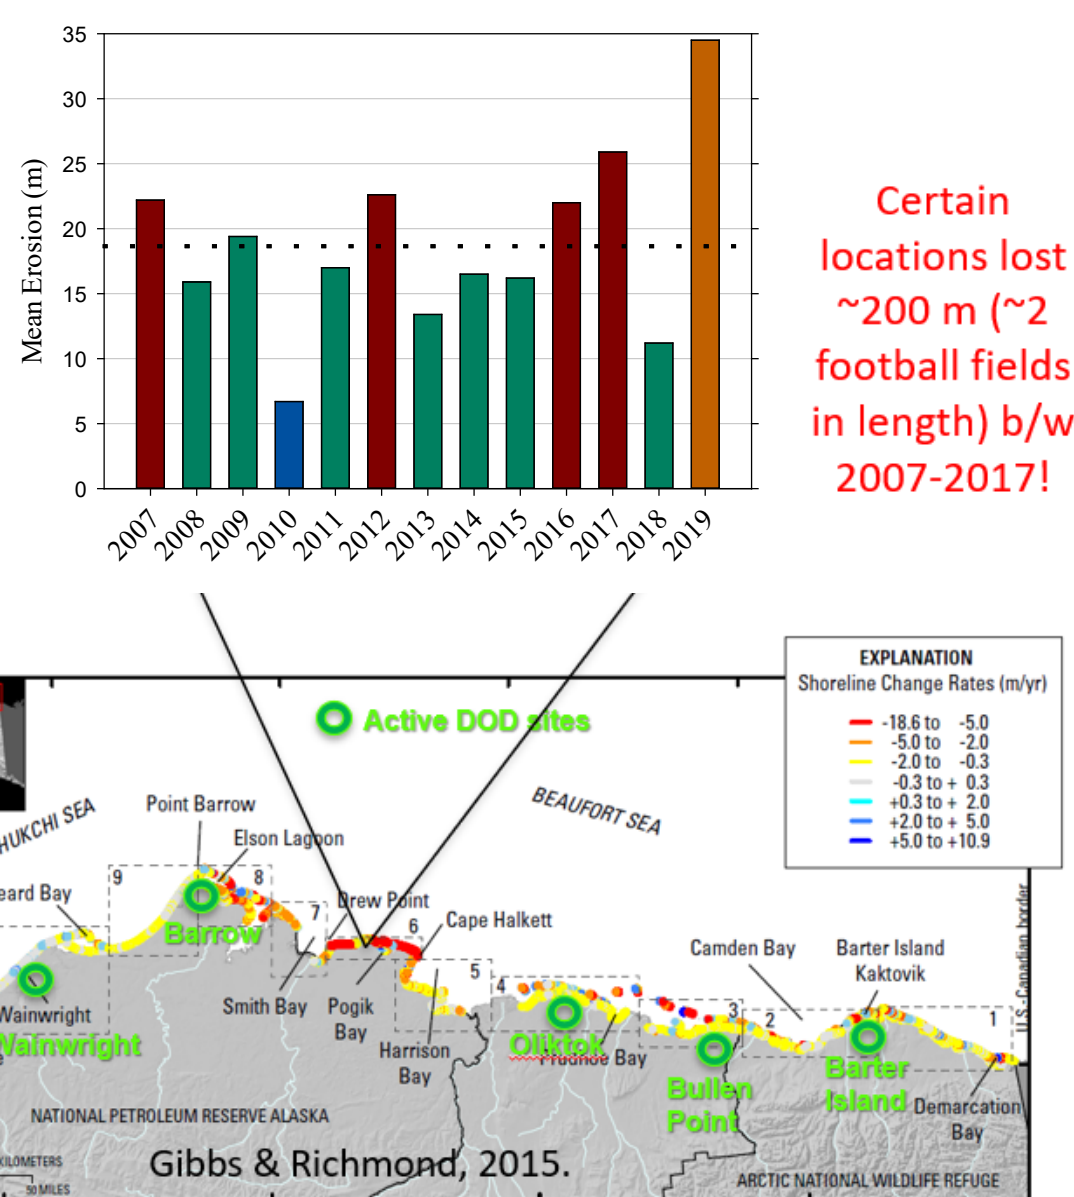 35
30
25
20
15
10
5
0
Mean Erosion (m)
2007
2008
2009
2010
2011
2012
2013
2014
2015
2016
2017
2018
2019
Certain
locations lost
~200 m (~2
football fields
in length) b/w
2007-2017!
EXPLANATION
Shoreline Change Rates (m/yr)
-18.6 to -5.0
-5.0 to -2.0
-2.0 to -0.3
-0.3 to + 0.3
+0.3 to + 2.0
+2.0 to + 5.0
+5.0 to +10.9
Active DOD sites
HUKCHI SEA
BEAUFORT SEA
Point Barrow
Elson Lagoon
eard Bay
9
8
7
Drew Point
6
Cape Halkett
Barrow
Camden Bay
Barter Island
Kaktovik
U.S.-Canadian border
5
4
3
2
1
Wainwright
Wainwright
Smith Bay
Pogik
Bay
Harrison
Bay
Oliktok
Prudhoe Bay
Bullen
Point
Barter
Island
Demarcation
Bay
NATIONAL PETROLEUM RESERVE ALASKA
Gibbs & Richmond, 2015.
ARCTIC NATIONAL WILDLIFE REFUGE
KILOMETERS
50 MILES